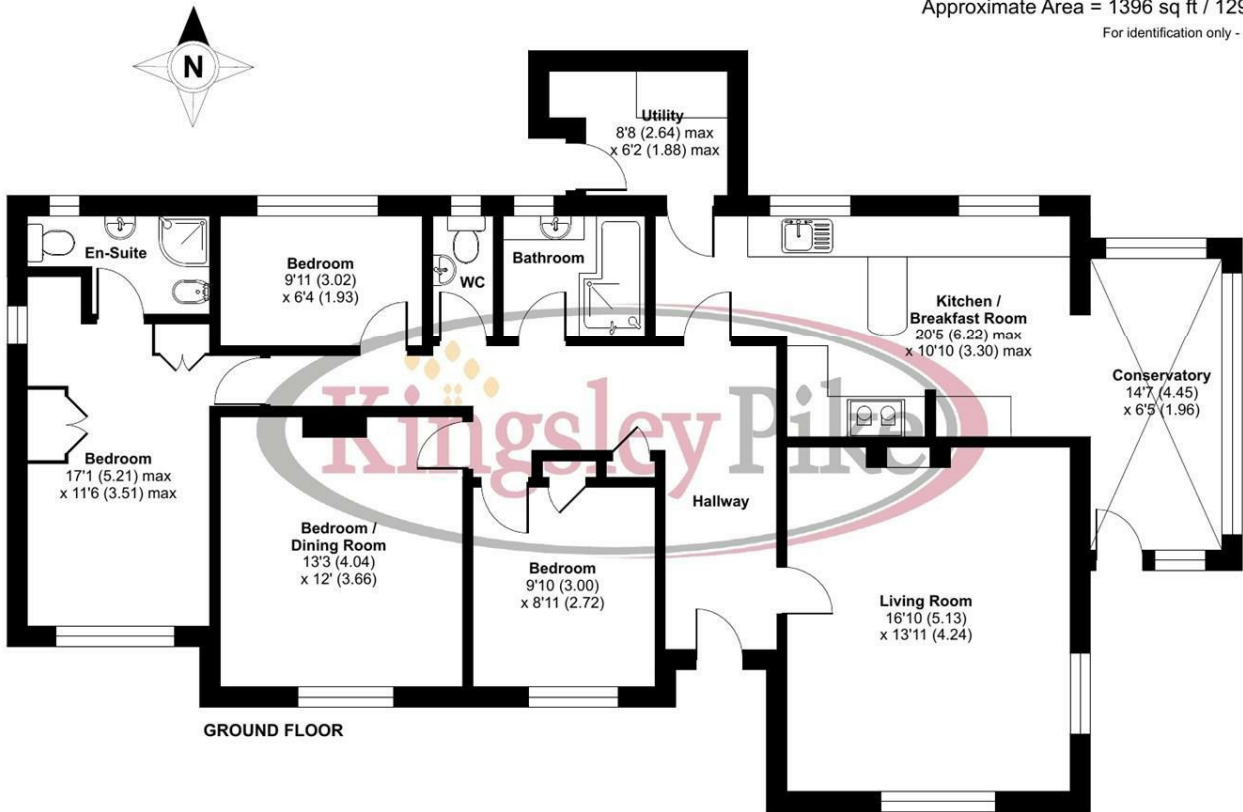 Approximate Area = 1396 sq ft / 129
For identification only -
N
Utility
8'8 (2.64) max
x 6'2 (1.88) max
En-Suite
Bedroom
9'11 (3.02)
x 6'4 (1.93)
WC
Bathroom
Kitchen /
Breakfast Room
20'5 (6.22) max
x 10'10 (3.30) max
Conservatory
14'7 (4.45)
x 6'5 (1.96)
Kingsley Pike
Bedroom
17'1 (5.21) max
x 11'6 (3.51) max
Bedroom /
Dining Room
13'3 (4.04)
x 12' (3.66)
Bedroom
9'10 (3.00)
x 8'11 (2.72)
Hallway
Living Room
16'10 (5.13)
x 13'11 (4.24)
GROUND FLOOR